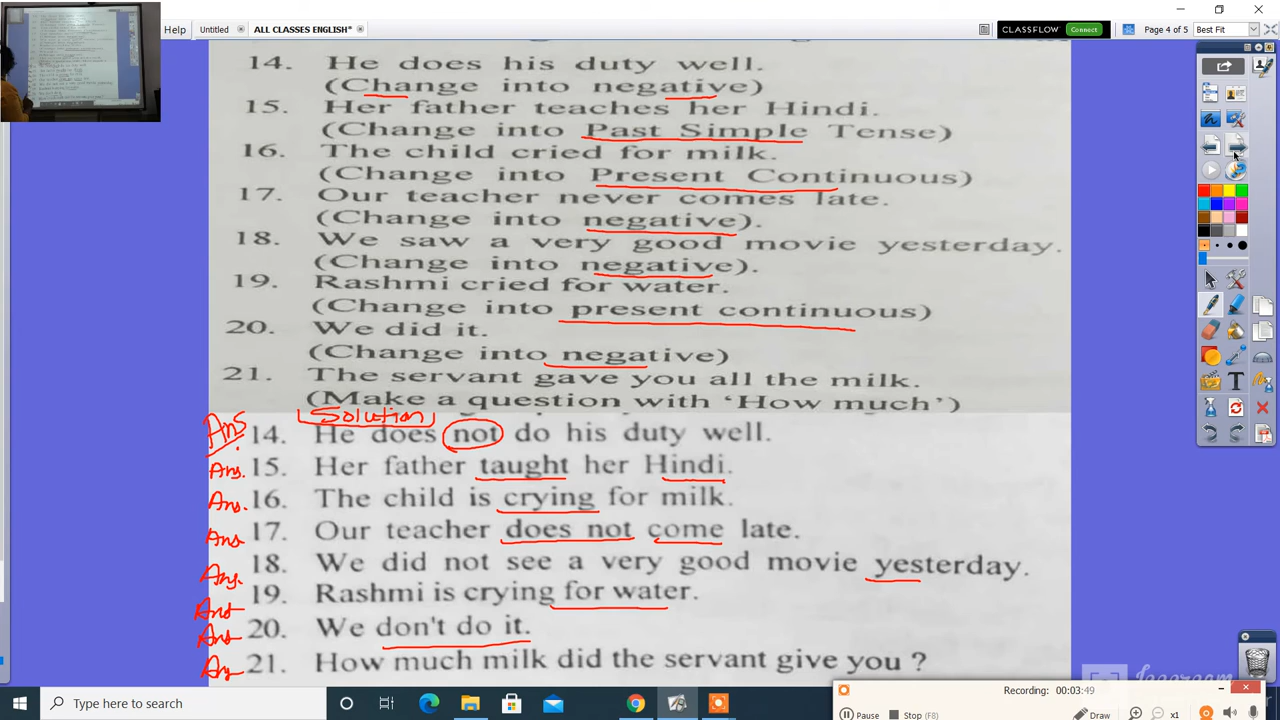 Help
Untitled
ALL CLASSES ENGLISH*
CLASSFLOW
Connect
Page 4 of 5
Best Fit
14. He does his duty well.
(Change into negative)
15. Her father teaches her Hindi.
(Change into Past Simple Tense)
16. The child cried for milk.
(Change into Present Continuous)
17. Our teacher never comes late.
(Change into negative).
18. We saw a very good movie yesterday.
(Change into negative).
19. Rashmi cried for water.
(Change into present continuous)
20. We did it.
(Change into negative)
21. The servant gave you all the milk.
(Make a question with ‘How much’)
Solution
Ans 14. He does not do his duty well.
Ans. 15. Her father taught her Hindi.
Ans. 16. The child is crying for milk.
Ans 17. Our teacher does not come late.
Ans. 18. We did not see a very good movie yesterday.
Ans 19. Rashmi is crying for water.
Ans 20. We don't do it.
Ans 21. How much milk did the servant give you ?
Recording: 00:03:49
Type here to search
Pause
Stop (F8)
Draw
x1